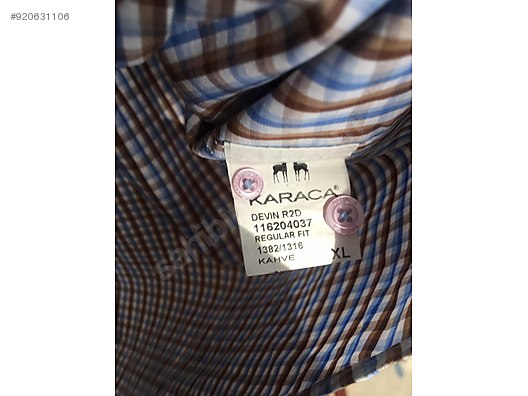 #920631106
KARACA®
DEVIN R2D
116204037
REGULAR FIT
1382/1316
KAHVE XL